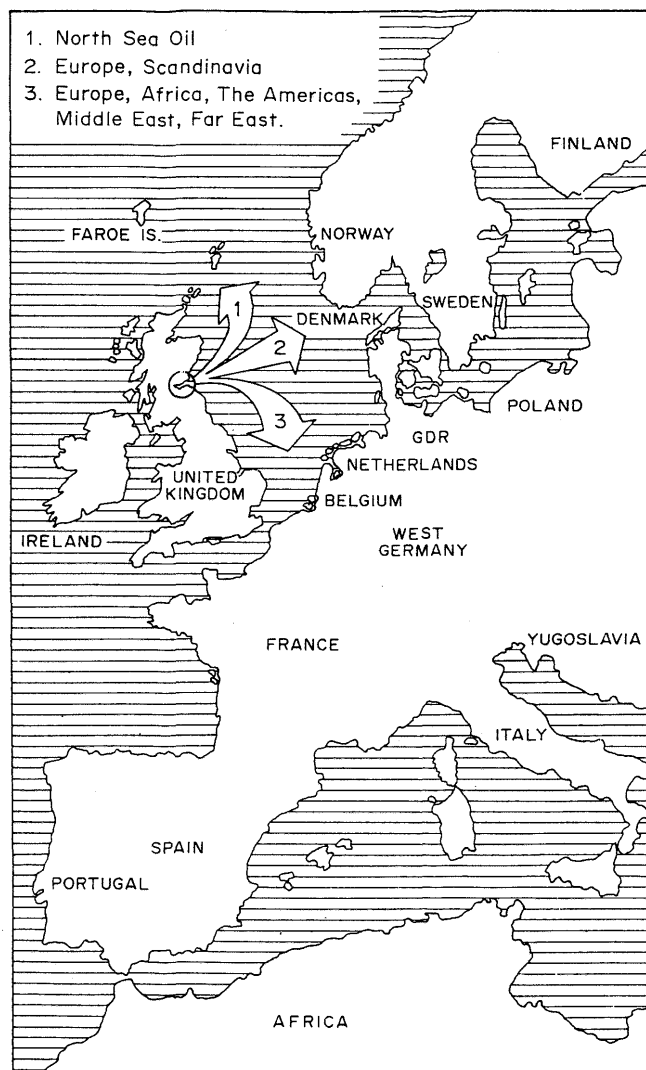 1. North Sea Oil
2. Europe, Scandinavia
3. Europe, Africa, The Americas,
Middle East, Far East.
FINLAND
FAROE IS.
NORWAY
SWEDEN
1
DENMARK
2
POLAND
3
GDR
NETHERLANDS
UNITED
KINGDOM
BELGIUM
IRELAND
WEST
GERMANY
FRANCE
YUGOSLAVIA
ITALY
SPAIN
PORTUGAL
AFRICA